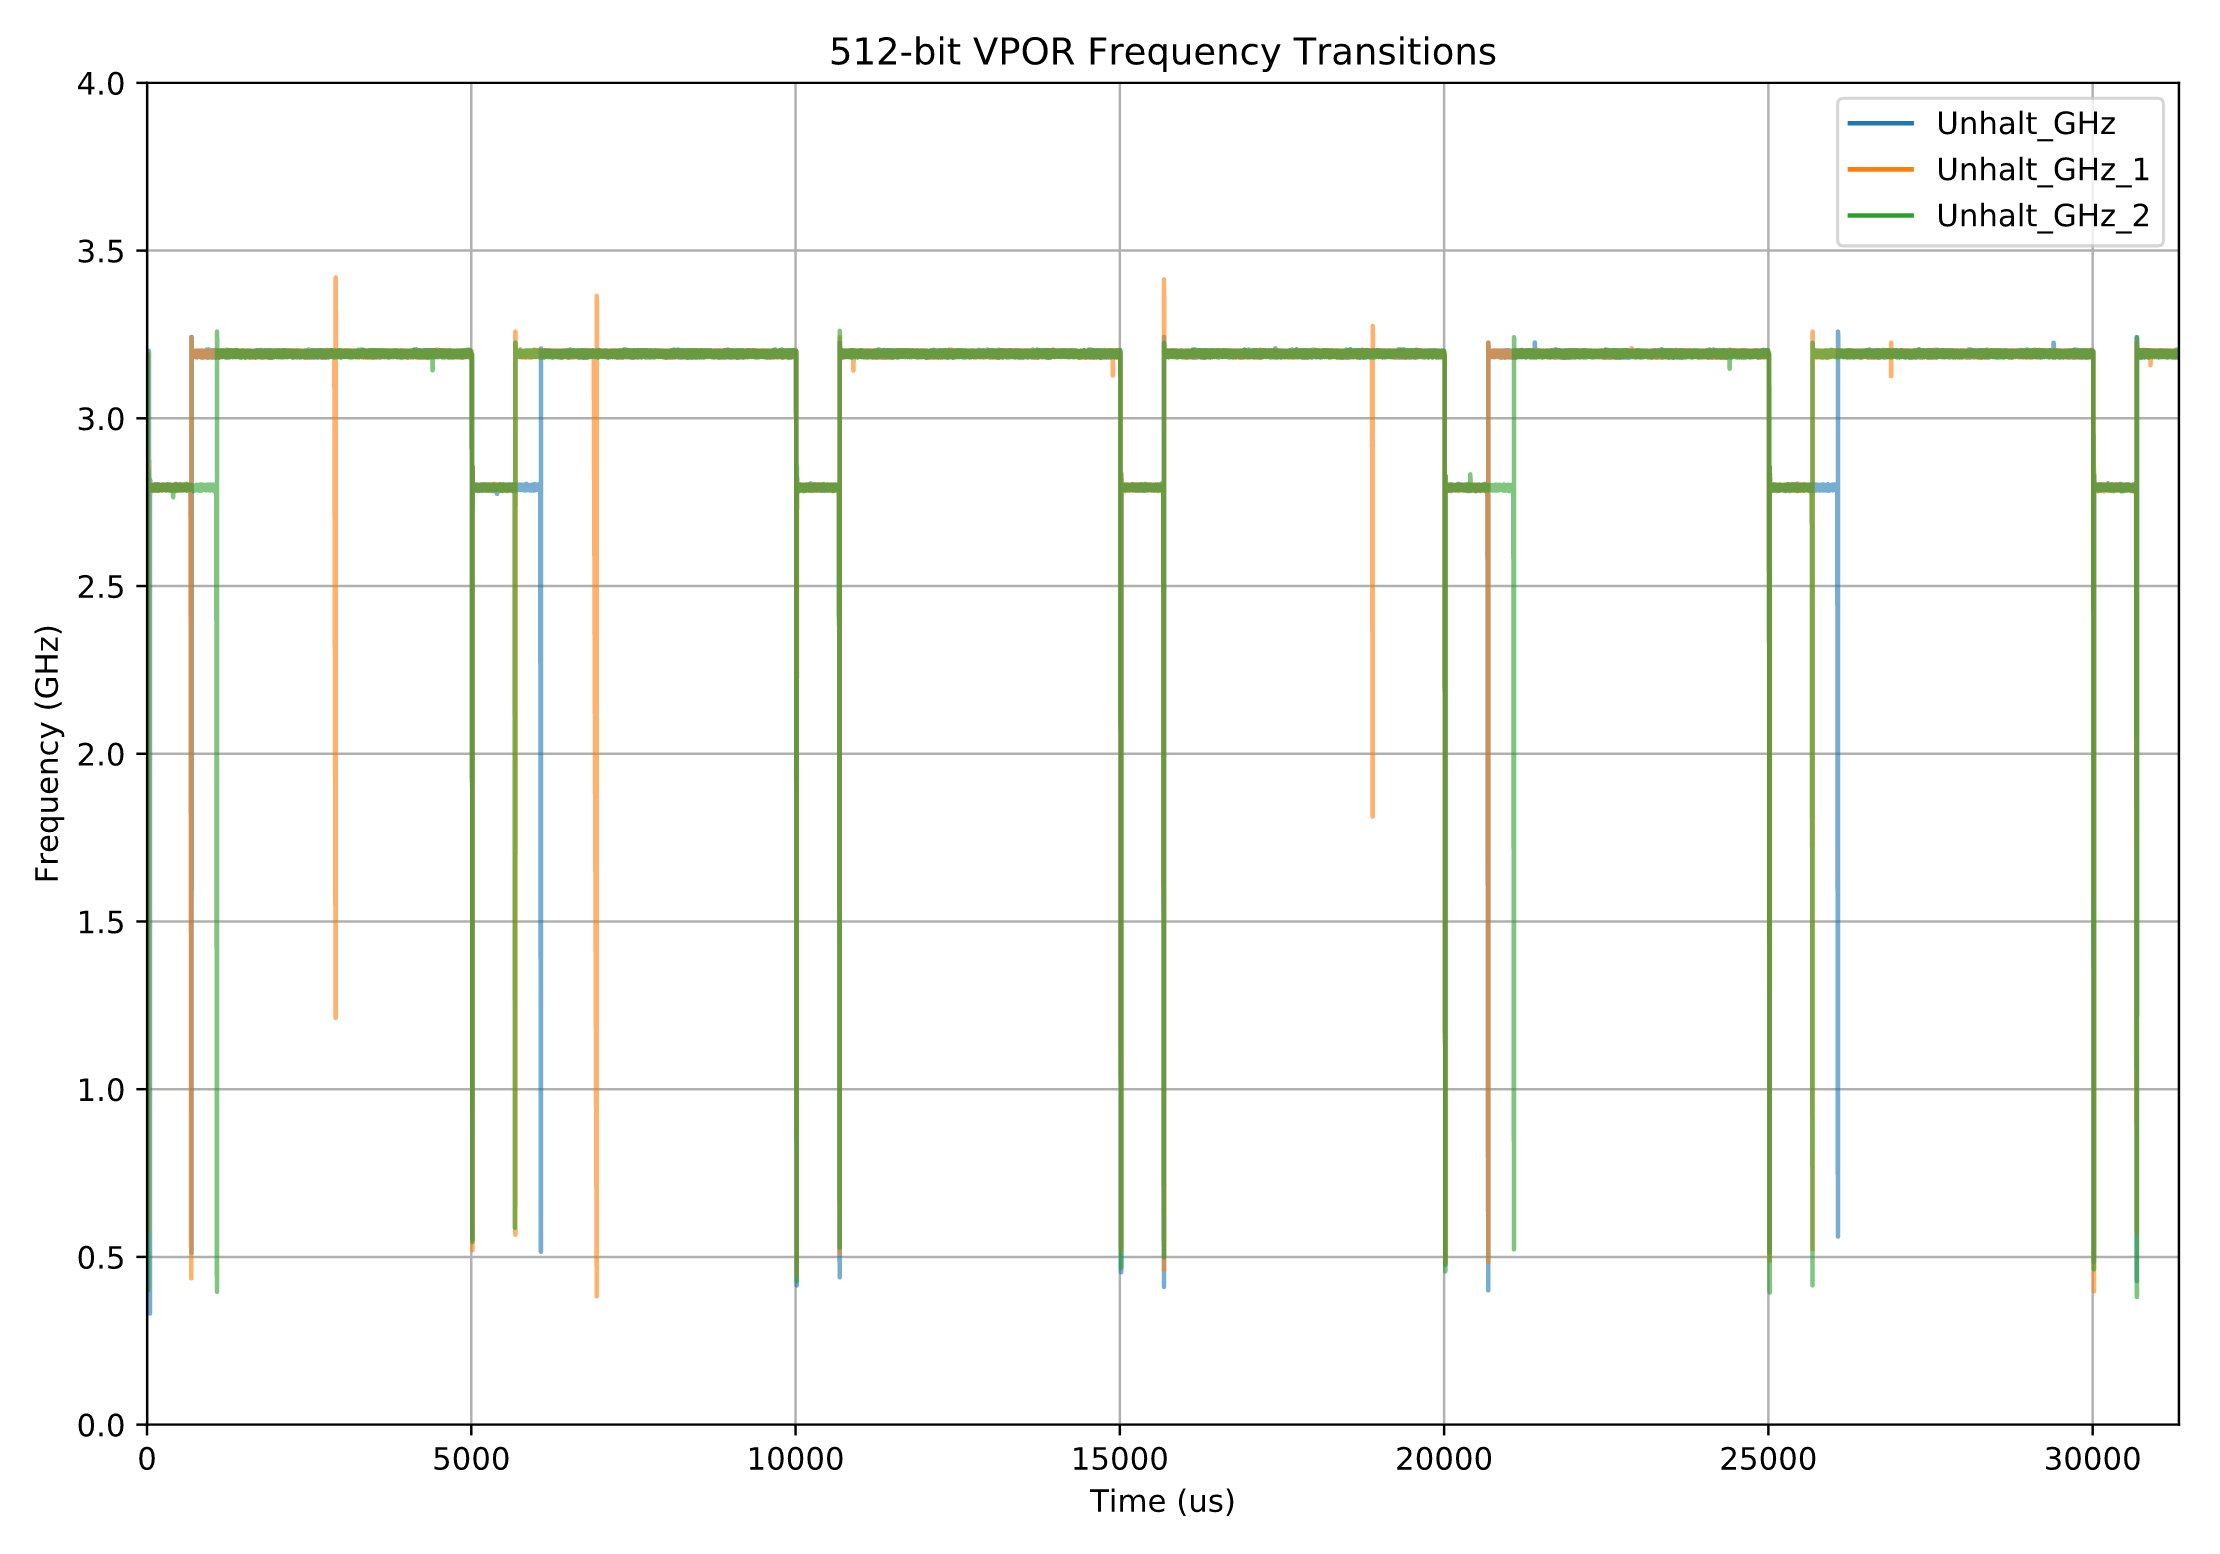 512-bit VPOR Frequency Transitions
4.0
3.5
3.0
2.5
2.0
1.5
1.0
0.5
0.0
Frequency (GHz)
Unhalt_GHz
Unhalt_GHz_1
Unhalt_GHz_2
0 5000 10000 15000 20000 25000 30000
Time (us)